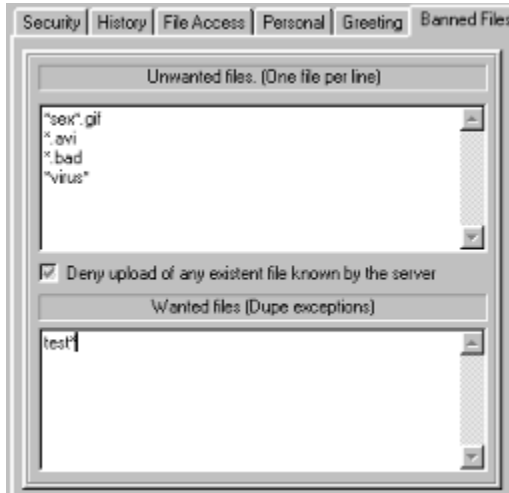 Security History File Access Personal Greeting Banned Files
Unwanted files. (One file per line)
*sex*.gif
*.avi
*.bad
*virus*
Deny upload of any existent file known by the server
Wanted files (Dupe exceptions)
test*